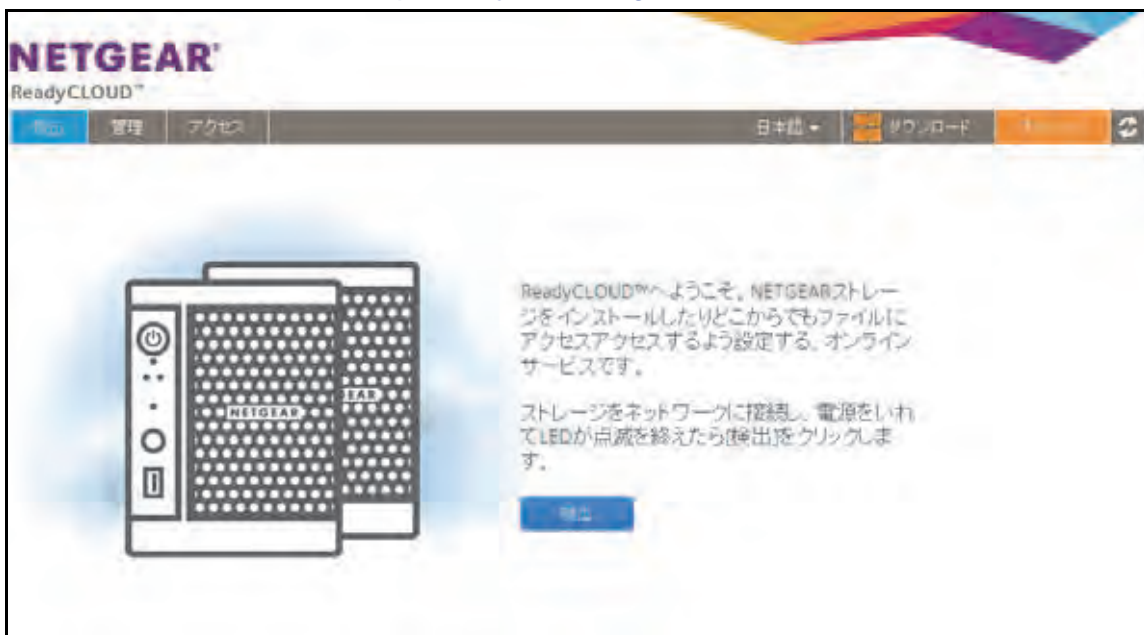 NETGEAR®
ReadyCLOUD™
検出 管理 アクセス 日本語 ダウンロード
ReadyCLOUD™へようこそ。NETGEARストレー
ジをインストールしたりどこからでもファイルに
アクセスアクセスするよう設定する、オンライン
サービスです。
NETGEAR
GEAR
ストレージをネットワークに接続し、電源をいれ
てLEDが点滅を終えたら[検出]をクリックしま
す。
検出